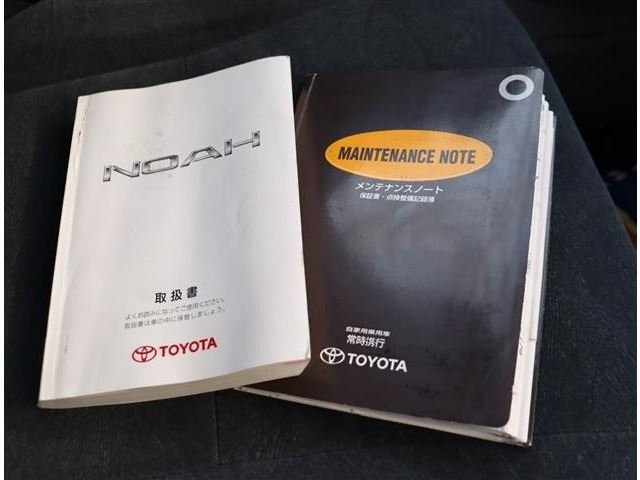 NOAH
取扱書
よくお読みになってご使用ください。
取扱書は車の中に保管しましょう。
TOYOTA
MAINTENANCE NOTE
メンテナンスノート
保証書・点検整備記録簿
自家用乗用車
常時携行
TOYOTA